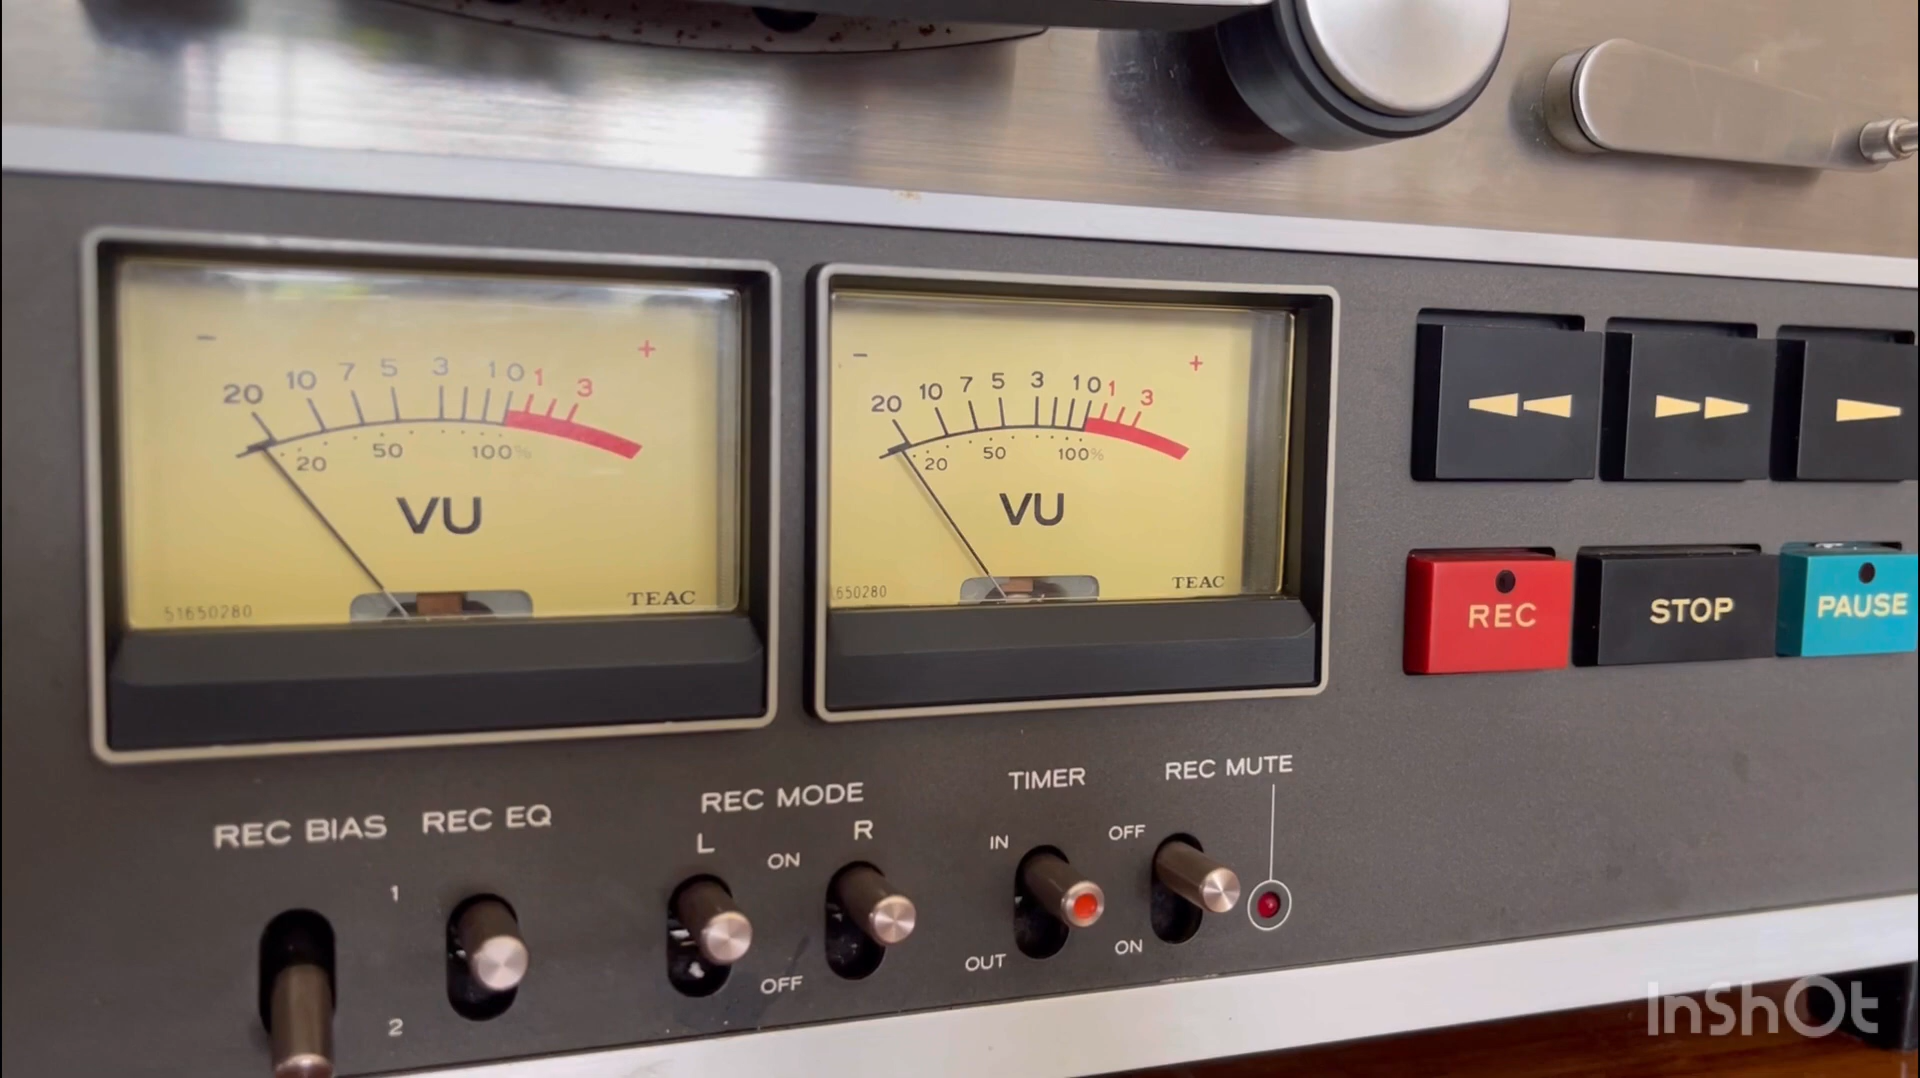 − +
20 10 7 5 3 1 0 1 3
20 50 100%
VU
51650280 TEAC
− +
20 10 7 5 3 1 0 1 3
20 50 100%
VU
650280 TEAC
REC STOP PAUSE
REC BIAS REC EQ REC MODE TIMER REC MUTE
L R
1 ON IN OFF
2 OFF OUT ON
InShOt